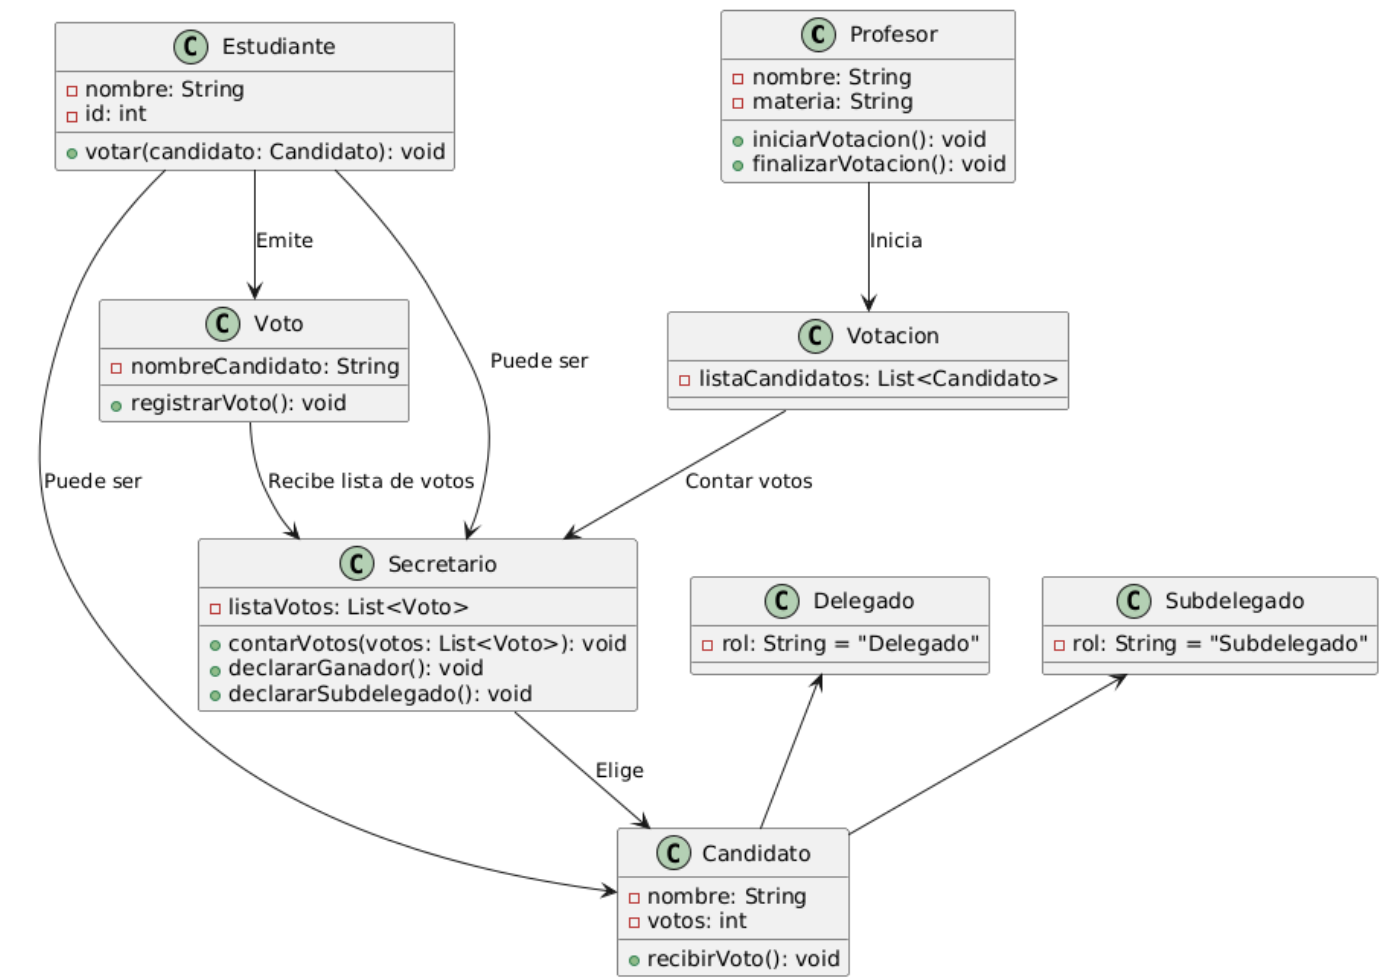 C Estudiante
nombre: String
id: int
votar(candidato: Candidato): void
C Profesor
nombre: String
materia: String
iniciarVotacion(): void
finalizarVotacion(): void
Emite
Inicia
C Voto
nombreCandidato: String
registrarVoto(): void
Puede ser
C Votacion
listaCandidatos: List<Candidato>
Puede ser
Recibe lista de votos
Contar votos
C Secretario
listaVotos: List<Voto>
contarVotos(votos: List<Voto>): void
declararGanador(): void
declararSubdelegado(): void
C Delegado
rol: String = "Delegado"
C Subdelegado
rol: String = "Subdelegado"
Elige
C Candidato
nombre: String
votos: int
recibirVoto(): void